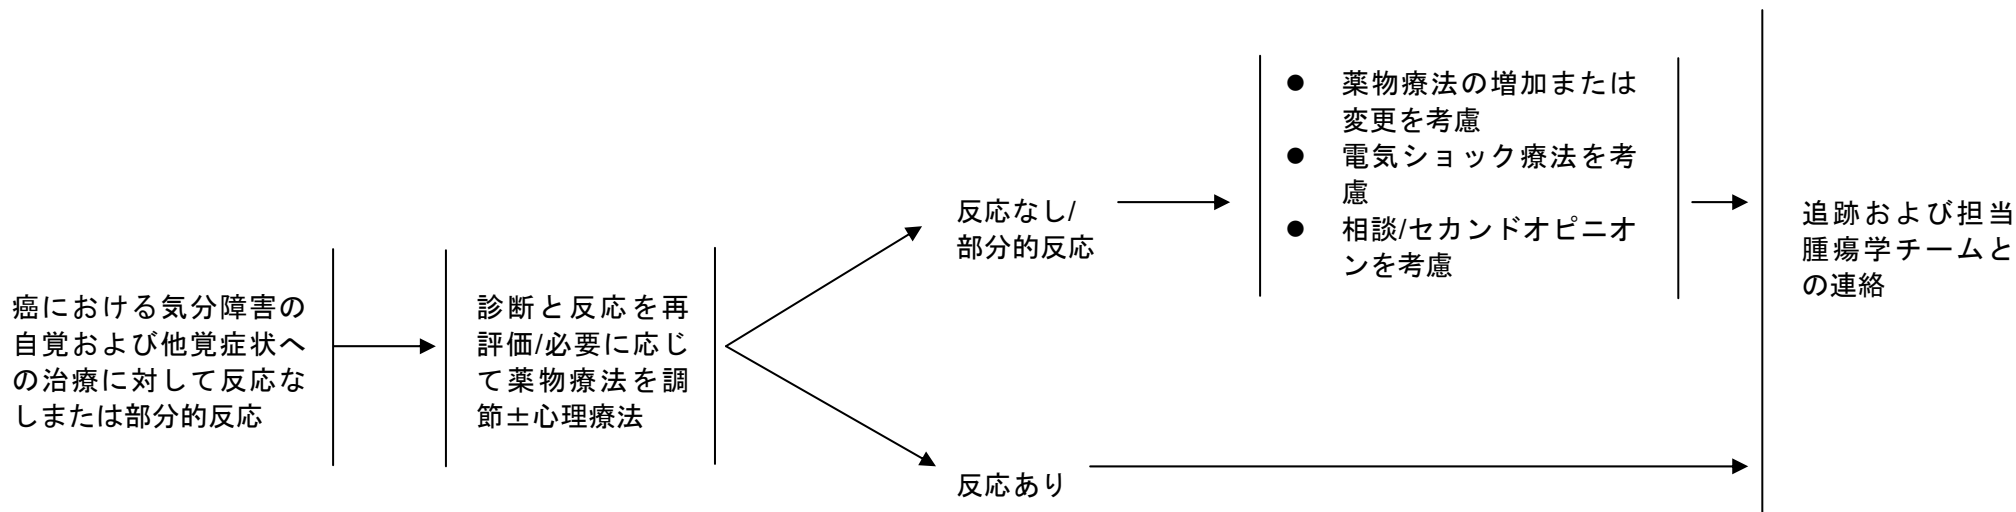 癌における気分障害の
自覚および他覚症状へ
の治療に対して反応な
しまたは部分的反応
診断と反応を再
評価/必要に応じ
て薬物療法を調
節±心理療法
反応なし/
部分的反応
● 薬物療法の増加または
変更を考慮
● 電気ショック療法を考
慮
● 相談/セカンドオピニオ
ンを考慮
反応あり
追跡および担当
腫瘍学チームと
の連絡